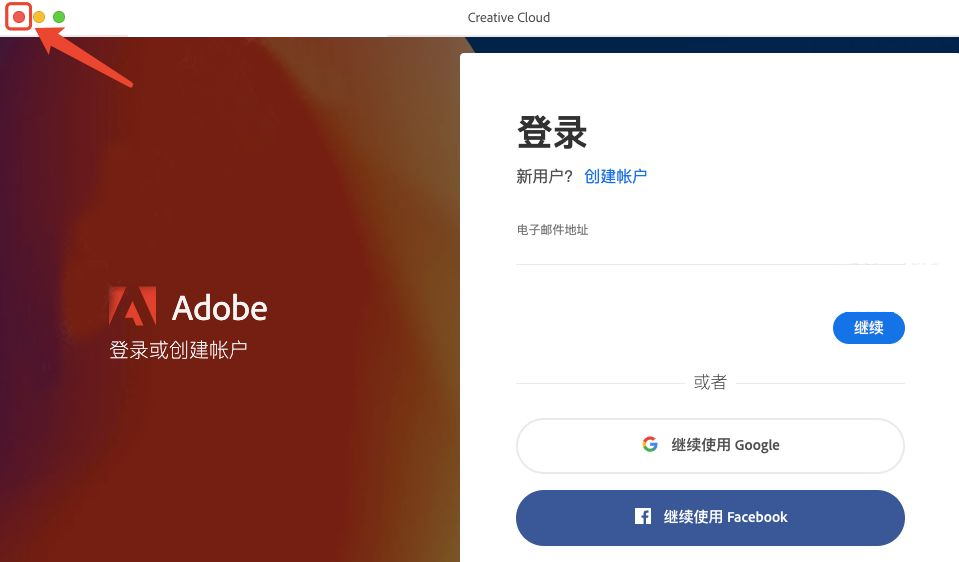 Creative Cloud
Adobe
登录或创建帐户
登录
新用户? 创建帐户
电子邮件地址
继续
或者
继续使用 Google
继续使用 Facebook